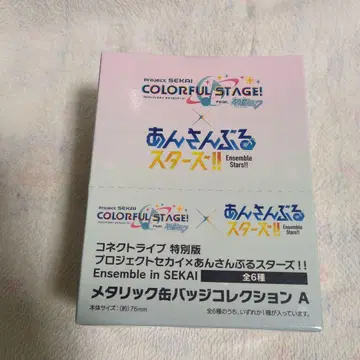 PROJECT SEKAI
COLORFUL STAGE!
feat. 初音ミク
×
あんさんぶる
スターズ!!
Ensemble
Stars!!
PROJECT SEKAI
COLORFUL STAGE!
feat. 初音ミク
×
あんさんぶる
スターズ!!
Ensemble
Stars!!
コネクトライブ 特別版
プロジェクトセカイ×あんさんぶるスターズ!!
Ensemble in SEKAI 全6種
メタリック缶バッジコレクション A
本体サイズ:(約)76mm 全6種のうち、いずれか1種が入っています。